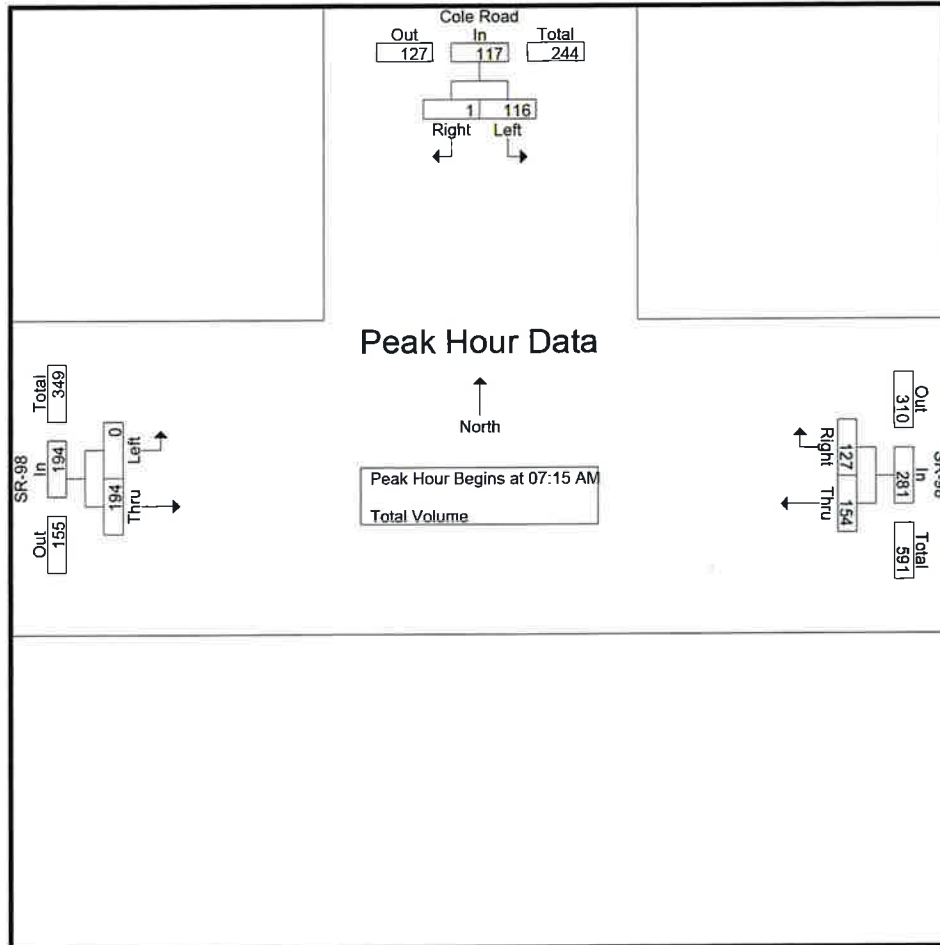 Cole Road
Out In Total
127 117 244
1 116
Right Left
Peak Hour Data
North
Peak Hour Begins at 07:15 AM
Total Volume
SR-98
Total In Out
349 194 155
0 194
Left Thru
SR-98
Out In Total
310 281 591
127 154
Right Thru